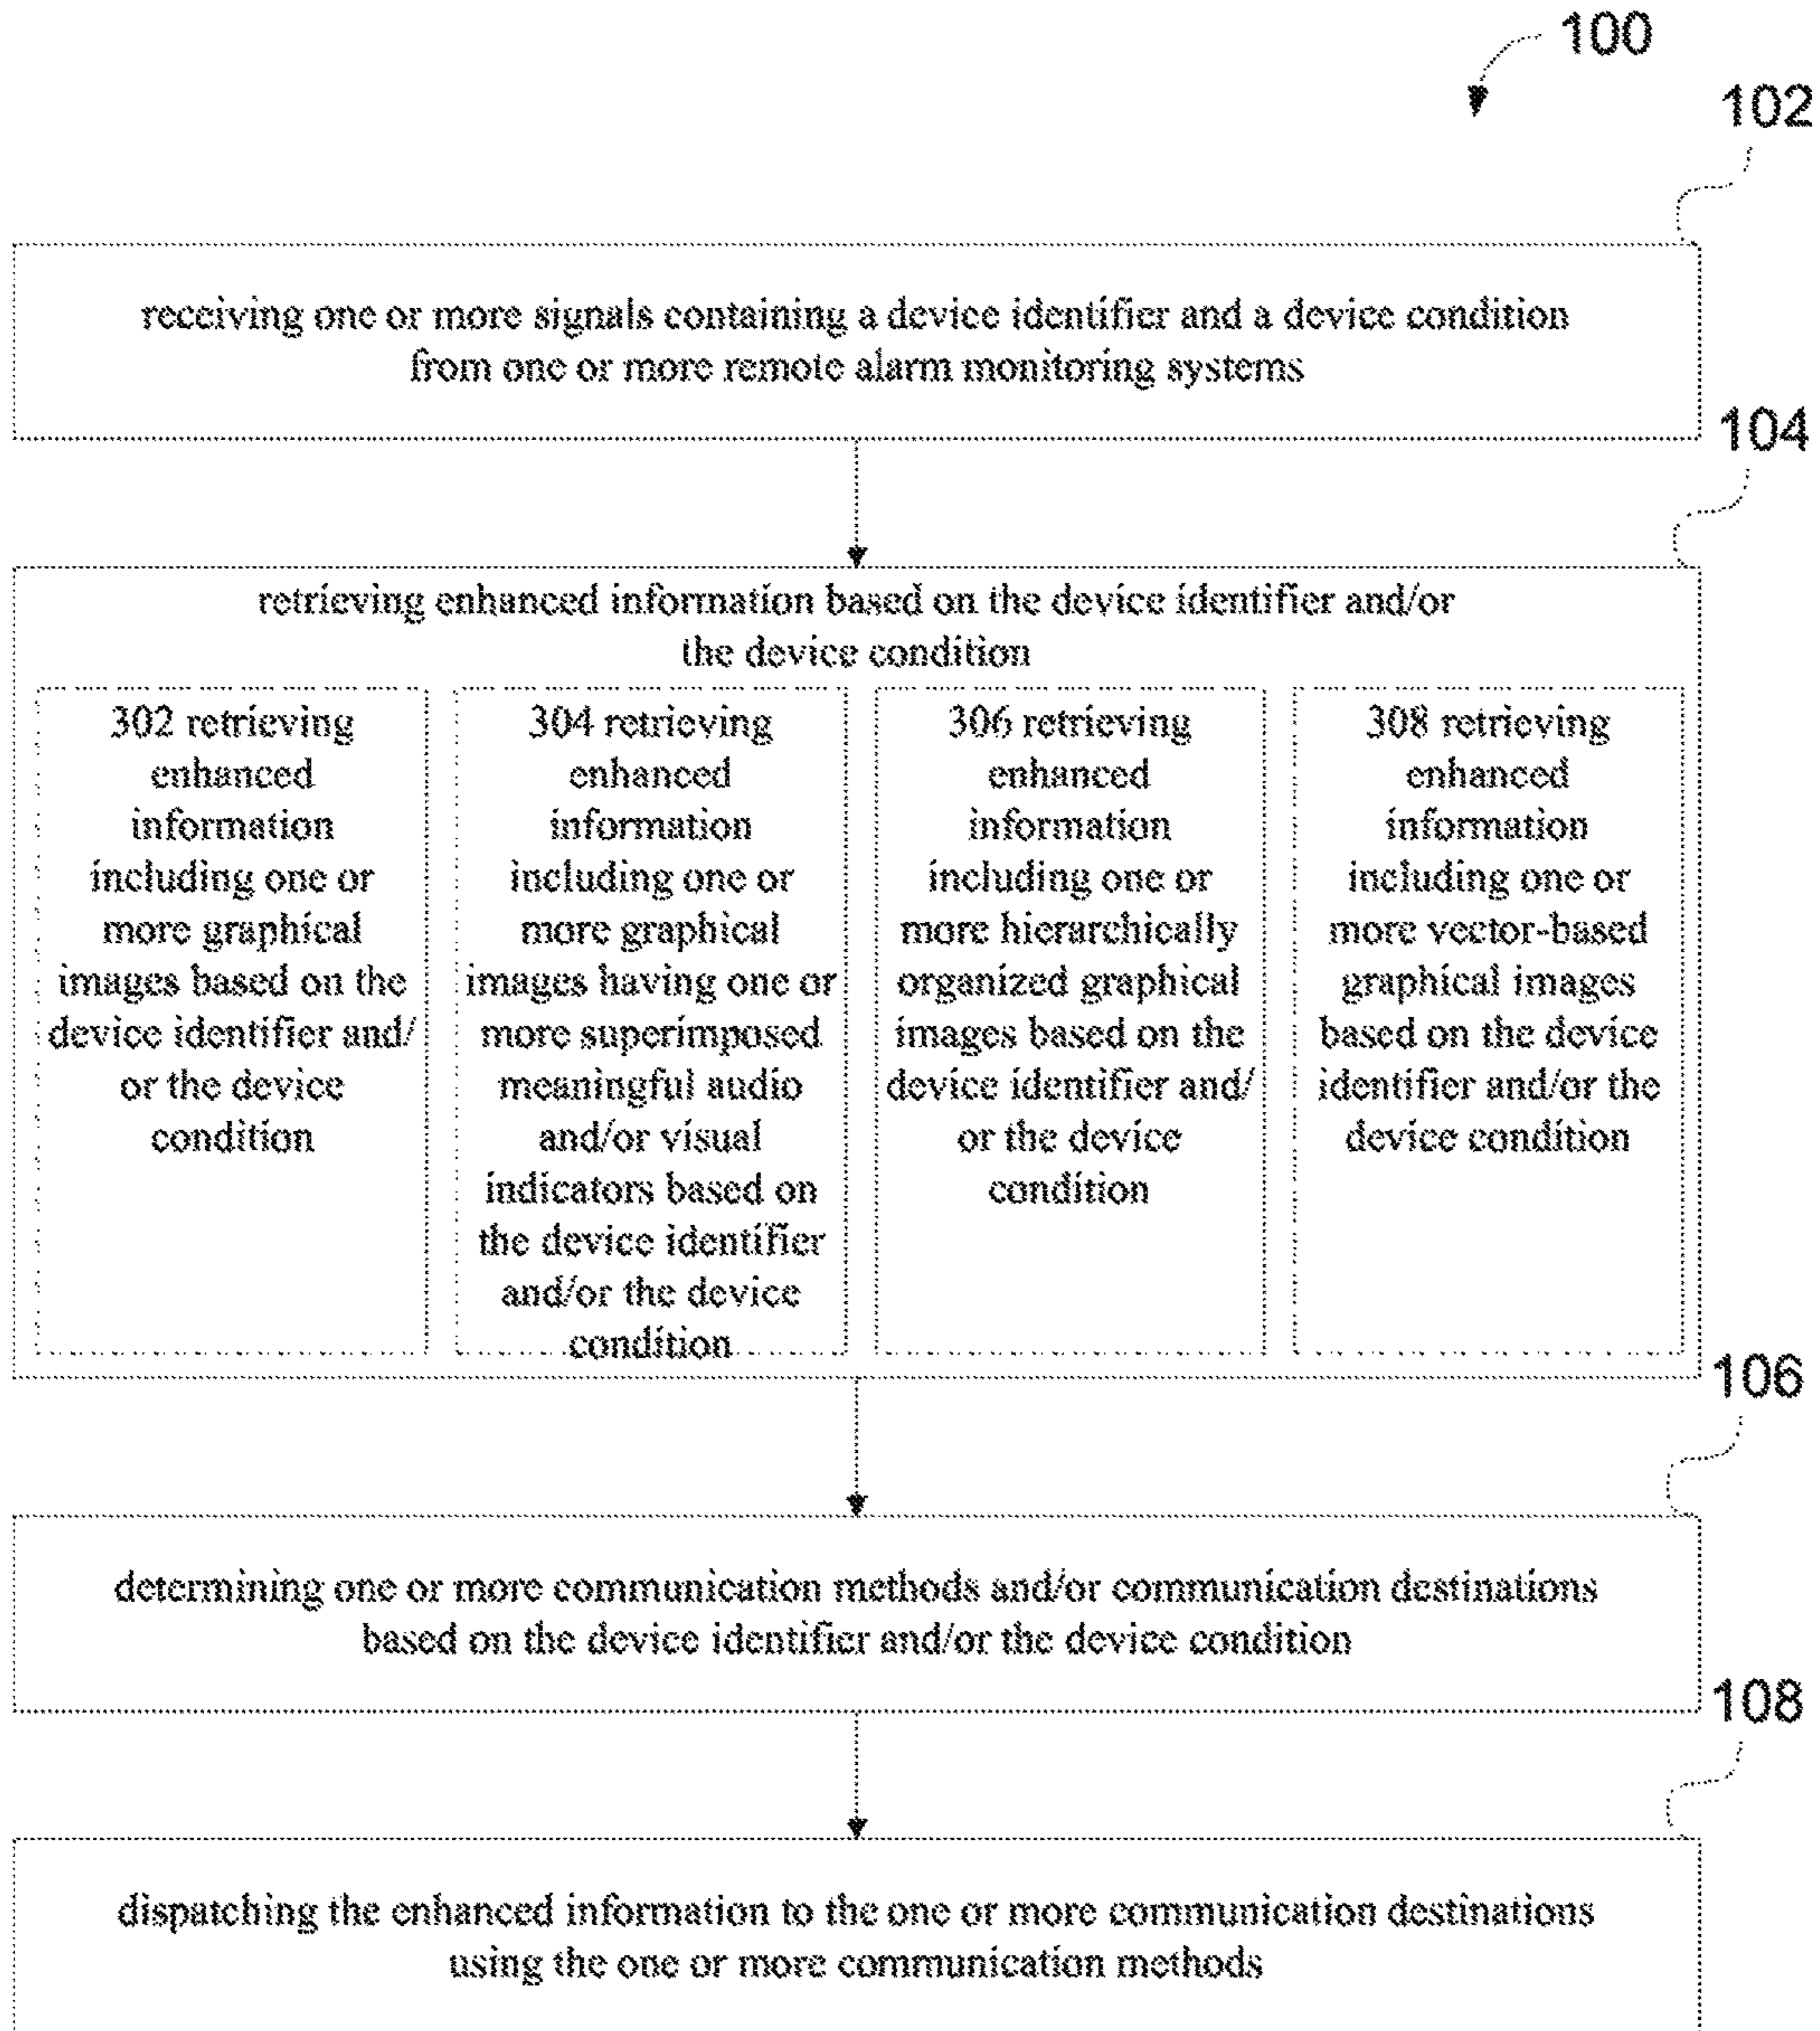 100
102
receiving one or more signals containing a device identifier and a device condition
from one or more remote alarm monitoring systems
104
retrieving enhanced information based on the device identifier and/or
the device condition
302 retrieving
enhanced
information
including one or
more graphical
images based on the
device identifier and/
or the device
condition
304 retrieving
enhanced
information
including one or
more graphical
images having one or
more superimposed
meaningful audio
and/or visual
indicators based on
the device identifier
and/or the device
condition
306 retrieving
enhanced
information
including one or
more hierarchically
organized graphical
images based on the
device identifier and/
or the device
condition
308 retrieving
enhanced
information
including one or
more vector-based
graphical images
based on the device
identifier and/or the
device condition
106
determining one or more communication methods and/or communication destinations
based on the device identifier and/or the device condition
108
dispatching the enhanced information to the one or more communication destinations
using the one or more communication methods